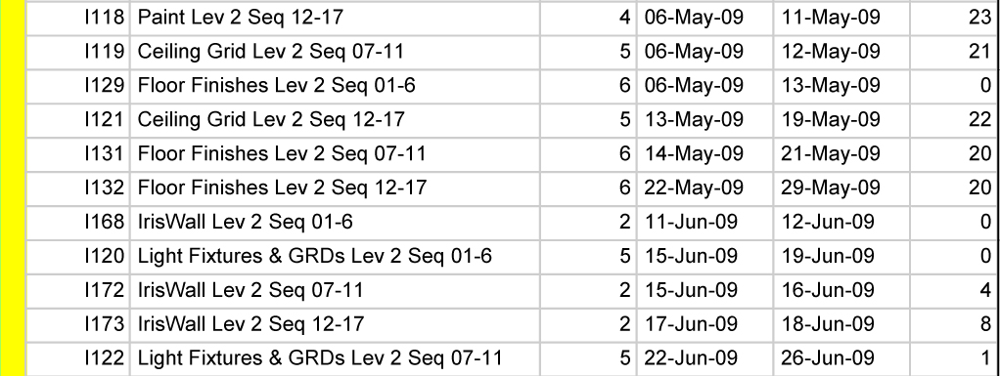 I118 Paint Lev 2 Seq 12-17 4 06-May-09 11-May-09 23
I119 Ceiling Grid Lev 2 Seq 07-11 5 06-May-09 12-May-09 21
I129 Floor Finishes Lev 2 Seq 01-6 6 06-May-09 13-May-09 0
I121 Ceiling Grid Lev 2 Seq 12-17 5 13-May-09 19-May-09 22
I131 Floor Finishes Lev 2 Seq 07-11 6 14-May-09 21-May-09 20
I132 Floor Finishes Lev 2 Seq 12-17 6 22-May-09 29-May-09 20
I168 IrisWall Lev 2 Seq 01-6 2 11-Jun-09 12-Jun-09 0
I120 Light Fixtures & GRDs Lev 2 Seq 01-6 5 15-Jun-09 19-Jun-09 0
I172 IrisWall Lev 2 Seq 07-11 2 15-Jun-09 16-Jun-09 4
I173 IrisWall Lev 2 Seq 12-17 2 17-Jun-09 18-Jun-09 8
I122 Light Fixtures & GRDs Lev 2 Seq 07-11 5 22-Jun-09 26-Jun-09 1